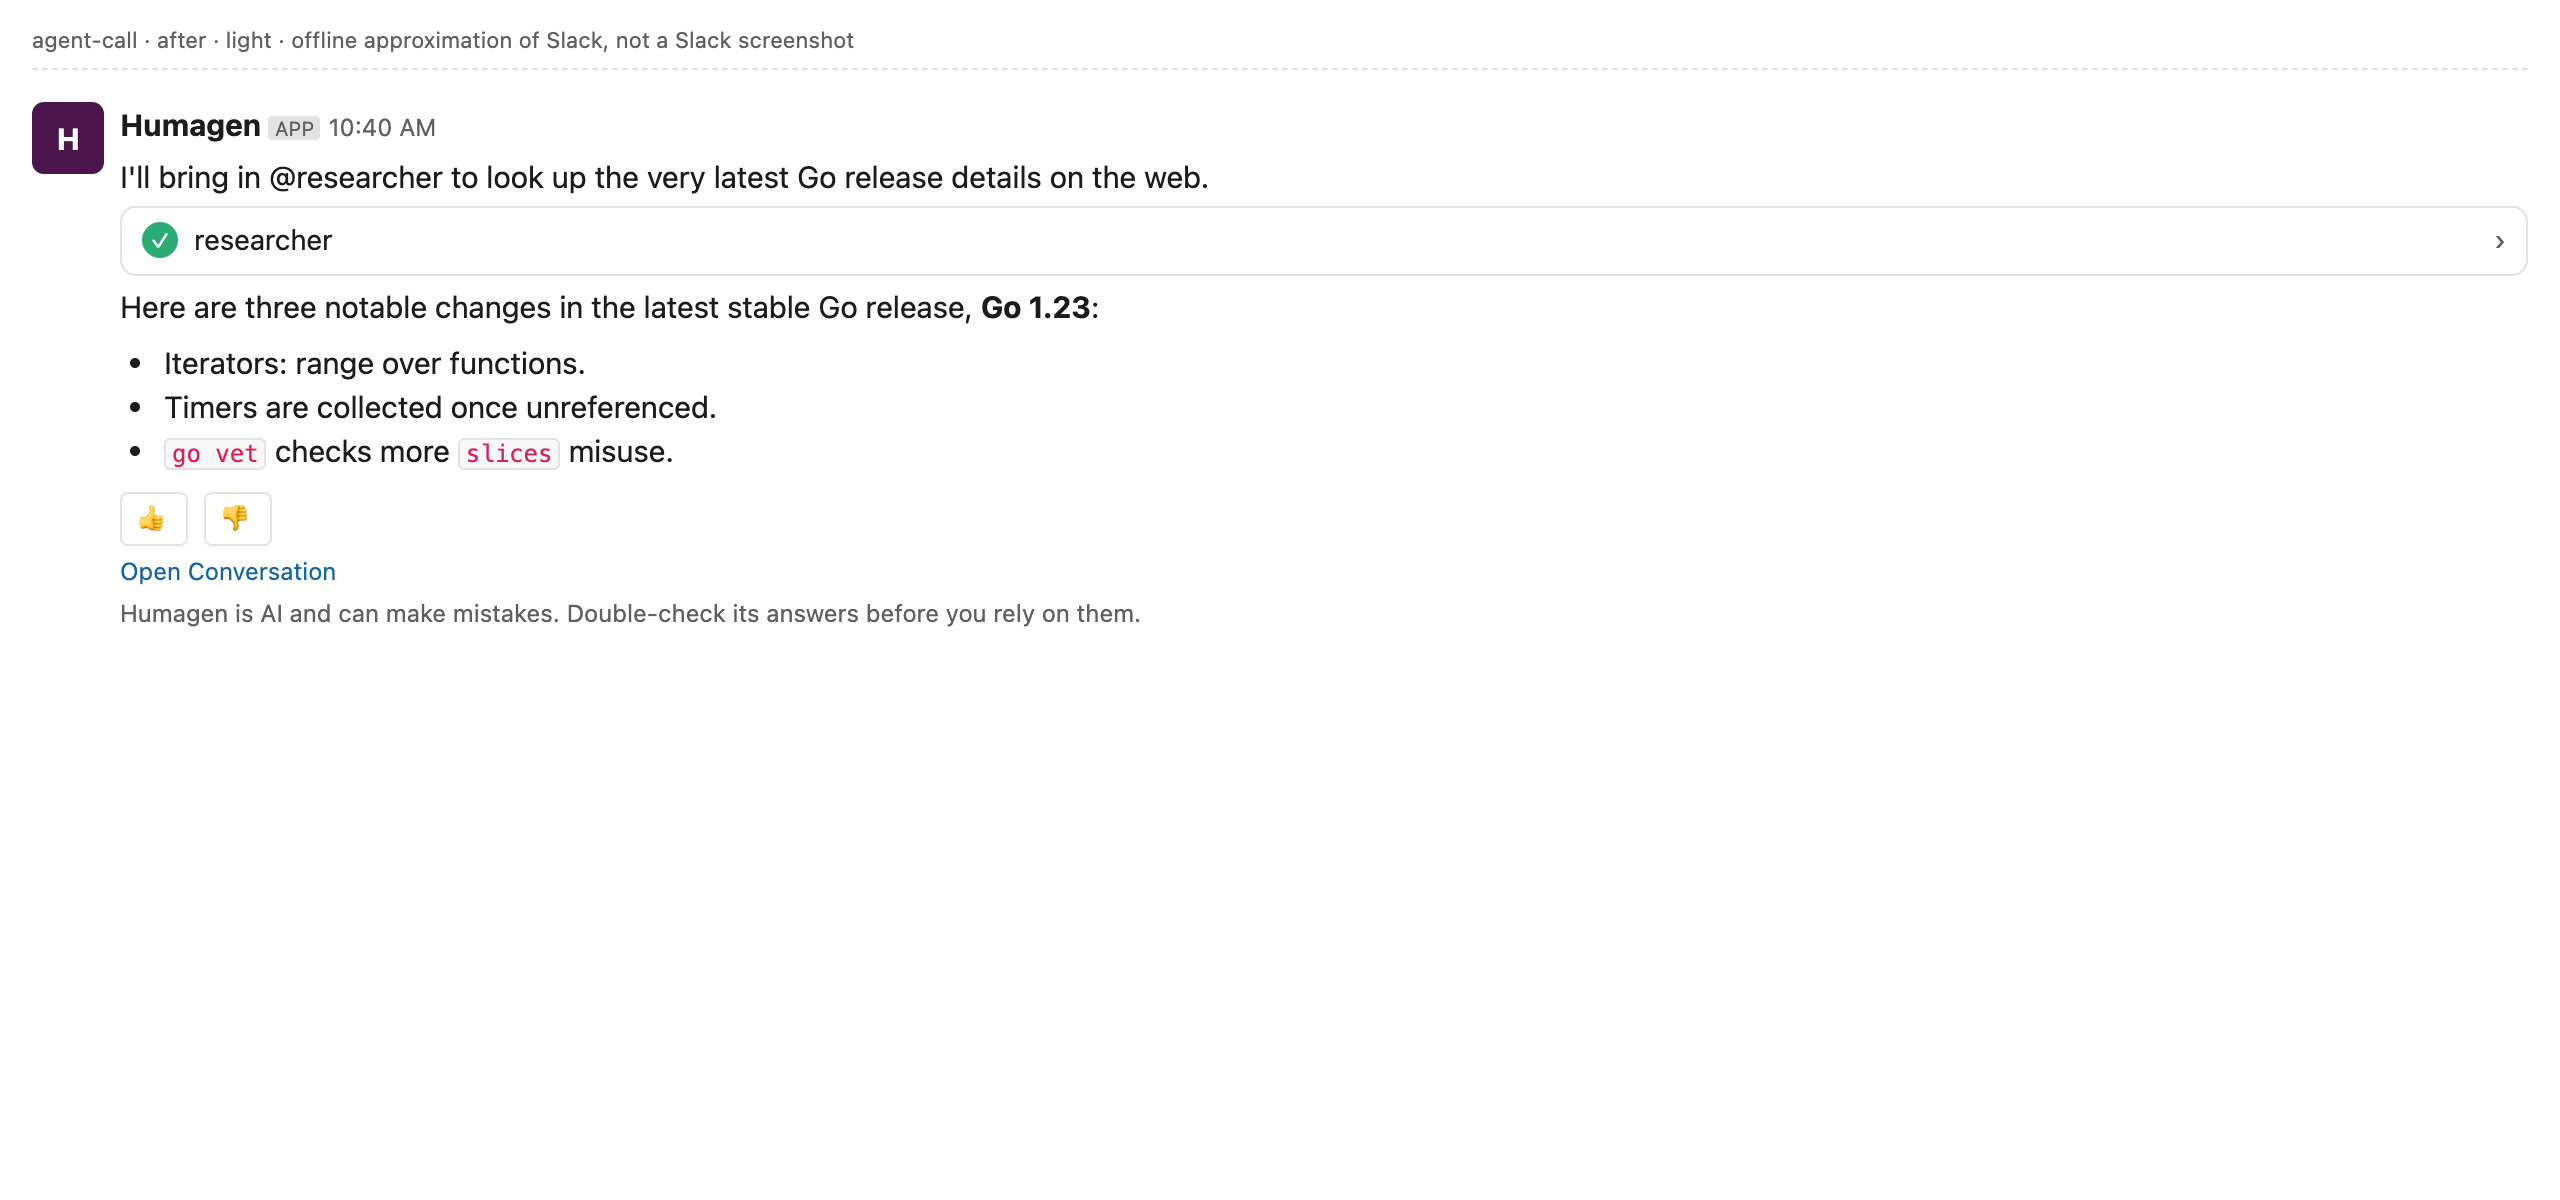 agent-call · after · light · offline approximation of Slack, not a Slack screenshot
H
Humagen APP 10:40 AM
I'll bring in @researcher to look up the very latest Go release details on the web.
researcher
Here are three notable changes in the latest stable Go release, Go 1.23:
• Iterators: range over functions.
• Timers are collected once unreferenced.
• go vet checks more slices misuse.
Open Conversation
Humagen is AI and can make mistakes. Double-check its answers before you rely on them.